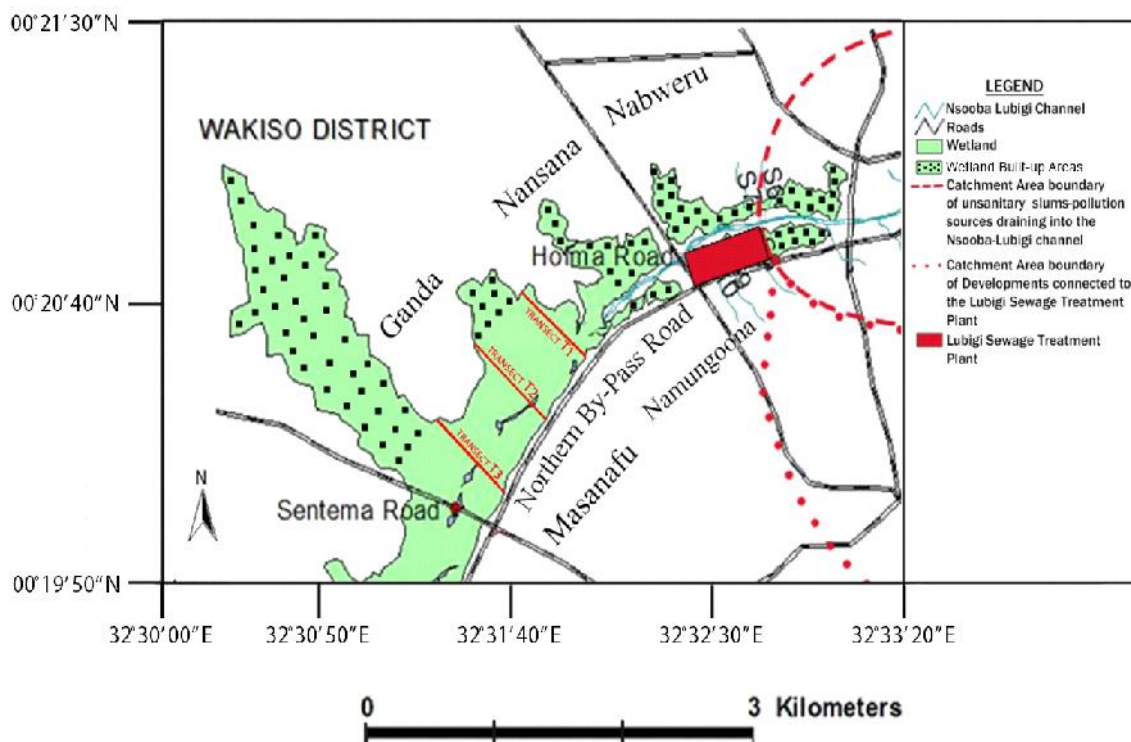 00°21'30"N
00°20'40"N
00°19'50"N
WAKISO DISTRICT
Nabweru
Nansana
Ganda
Hoima Road
S6
S7
TRANSECT T1
TRANSECT T2
TRANSECT T3
Northern By-Pass Road
Namungoona
Masanafu
Sentema Road
N
32°30'00"E
32°30'50"E
32°31'40"E
32°32'30"E
32°33'20"E
LEGEND
Nsooba Lubigi Channel
Roads
Wetland
Wetland Built-up Areas
Catchment Area boundary
of unsanitary slums-pollution
sources draining into the
Nsooba-Lubigi channel
Catchment Area boundary
of Developments connected to
the Lubigi Sewage Treatment
Plant
Lubigi Sewage Treatment
Plant
0
3 Kilometers